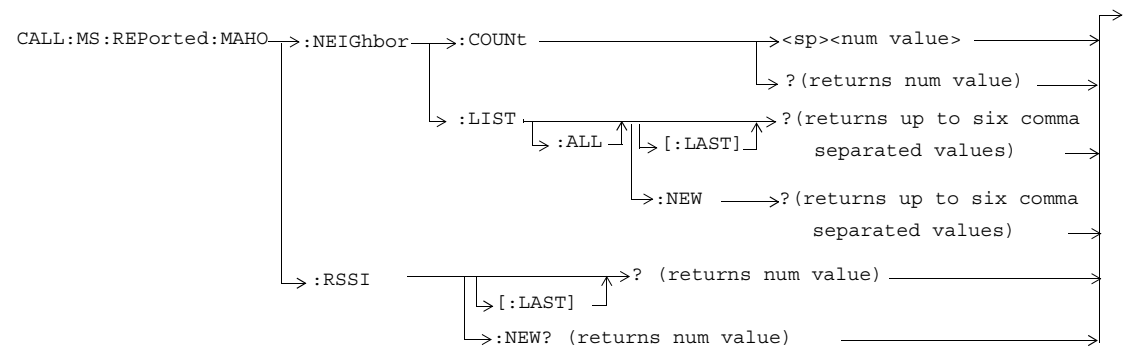 CALL:MS:REPorted:MAHO :NEIGhbor :COUNt <sp><num value>
?(returns num value)
:LIST ?(returns up to six comma
:ALL [:LAST] separated values)
:NEW ?(returns up to six comma
separated values)
:RSSI ? (returns num value)
[:LAST]
:NEW? (returns num value)